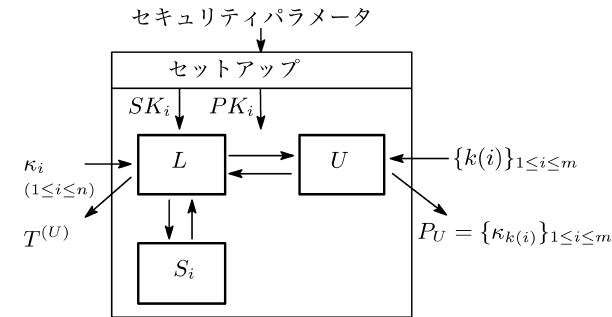 セキュリティパラメータ
セットアップ
SK_i PK_i
κ_i
(1≤i≤n)
L
U
{k(i)}_{1≤i≤m}
T^{(U)}
P_U = {κ_{k(i)}}_{1≤i≤m}
S_i